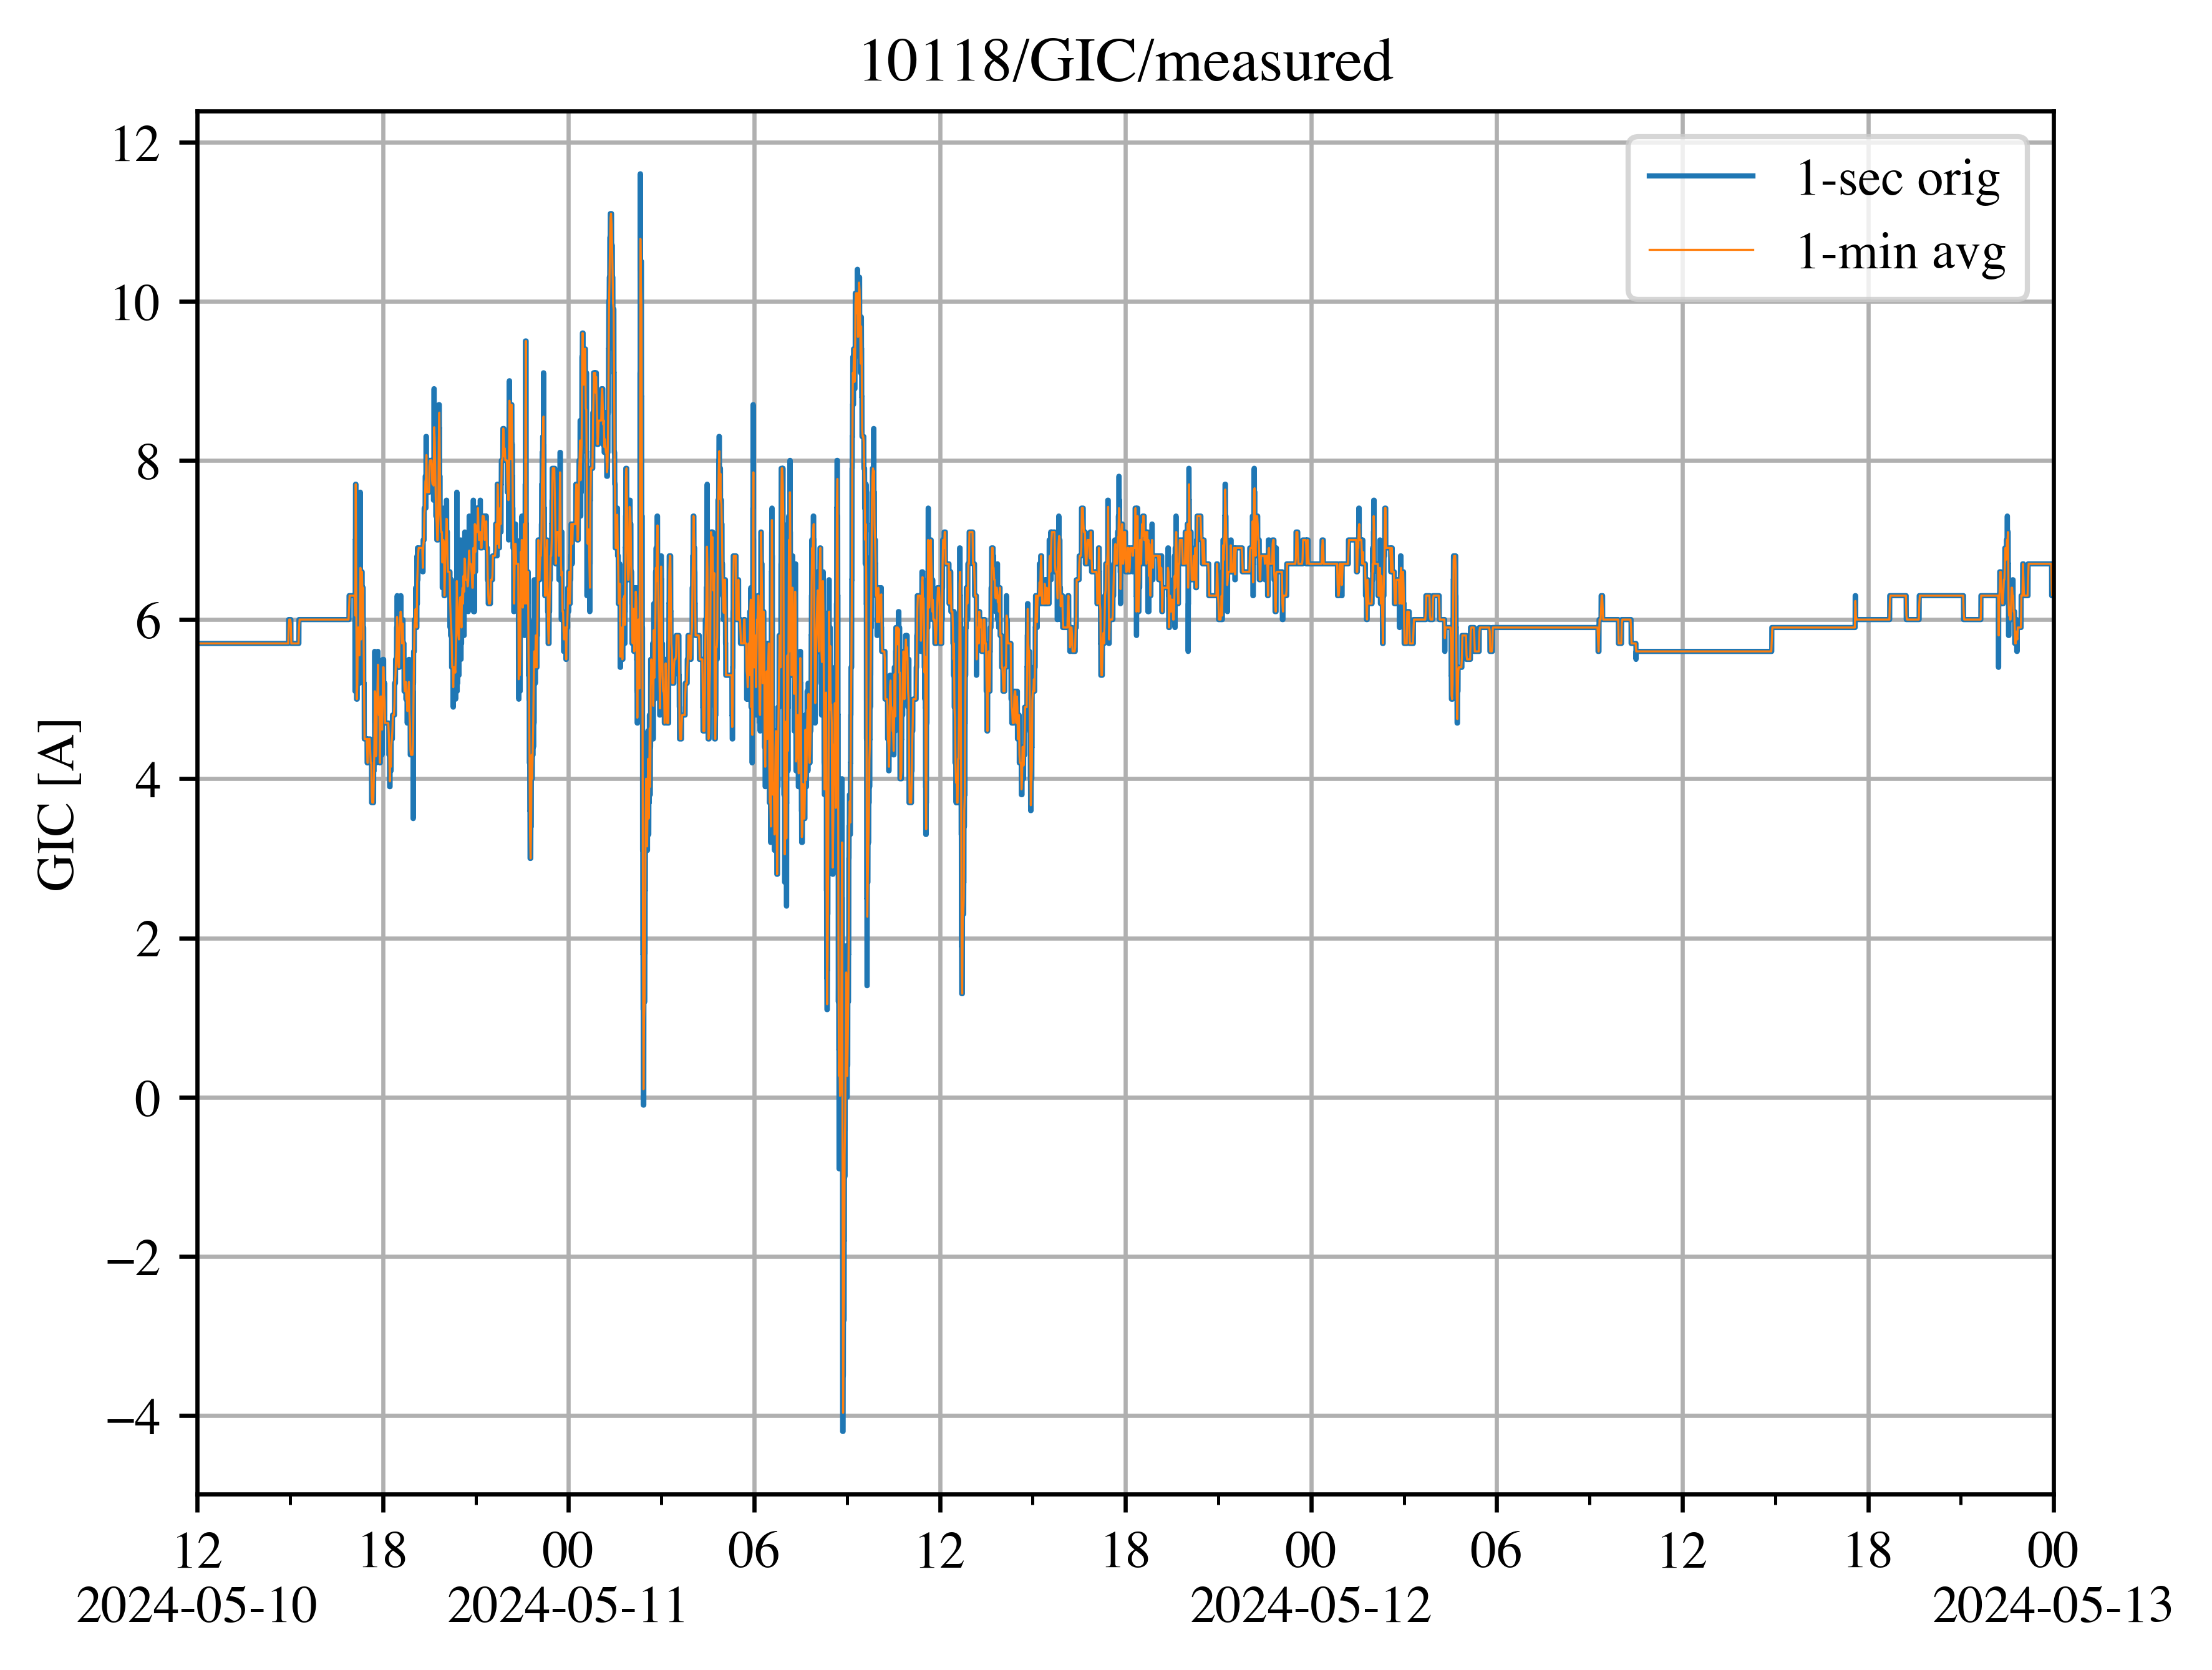 10118/GIC/measured
12
10
8
6
4
2
0
−2
−4
GIC [A]
1-sec orig
1-min avg
12 18 00 06 12 18 00 06 12 18 00
2024-05-10 2024-05-11 2024-05-12 2024-05-13